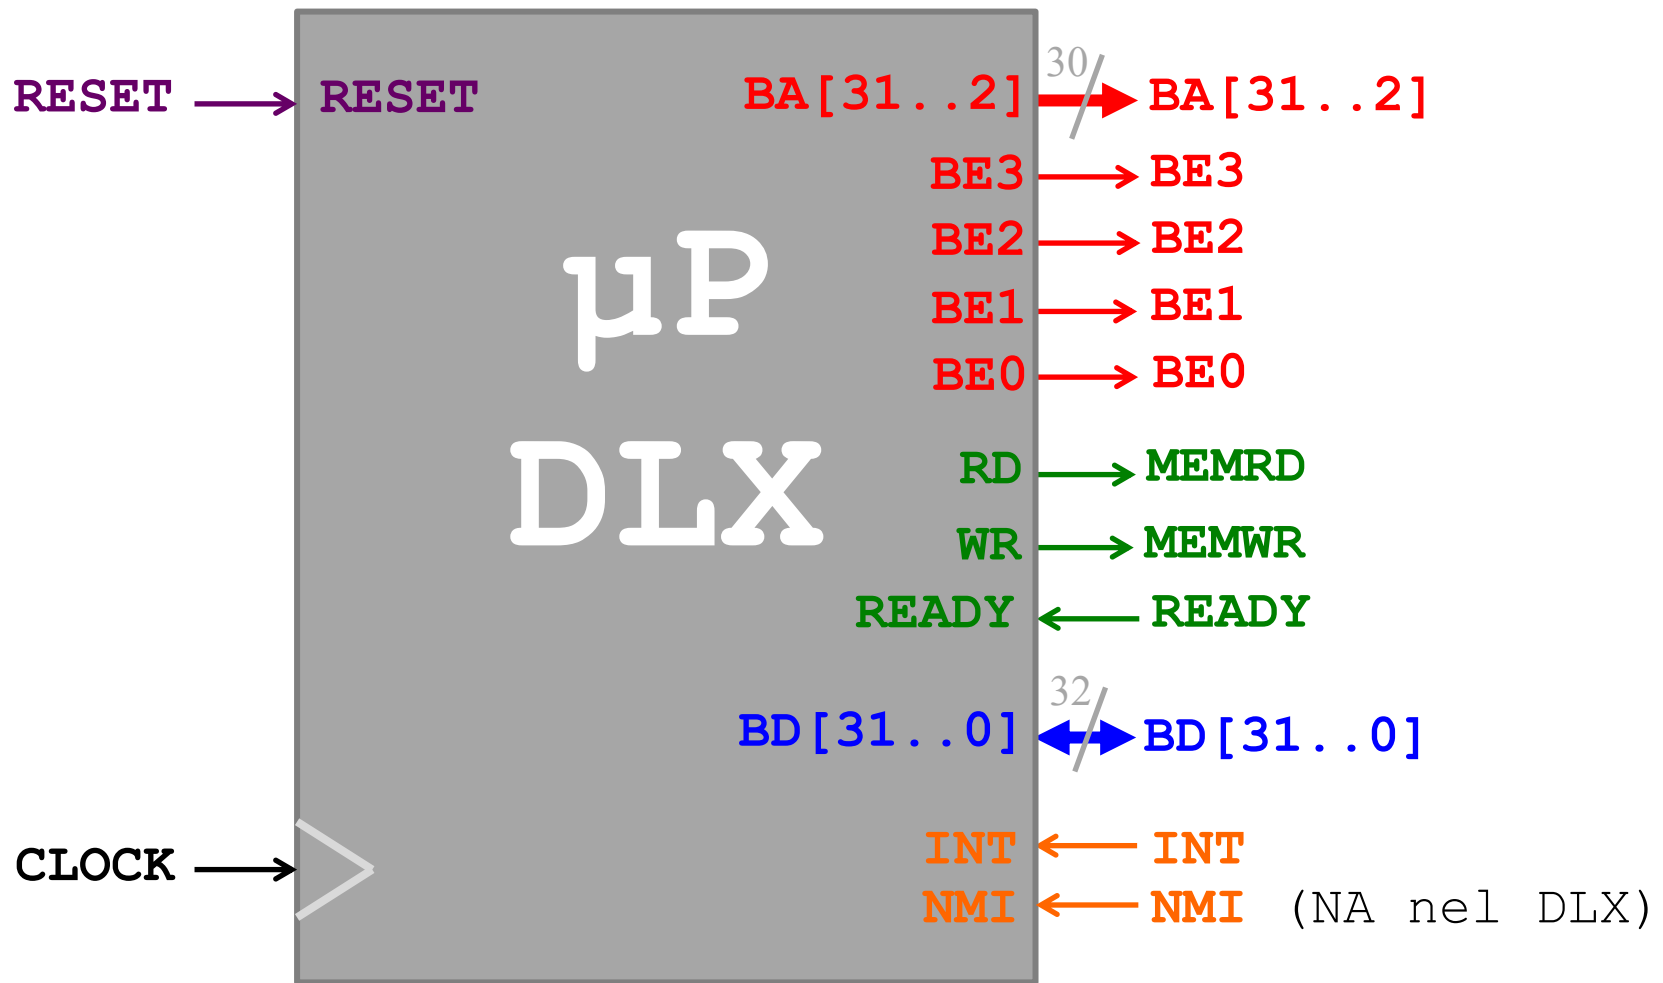 30
RESET RESET BA[31..2] BA[31..2]
BE3 BE3
BE2 BE2
BE1 BE1
BE0 BE0
µP
DLX
RD MEMRD
WR MEMWR
READY READY
32
BD[31..0] BD[31..0]
INT INT
CLOCK
NMI NMI (NA nel DLX)